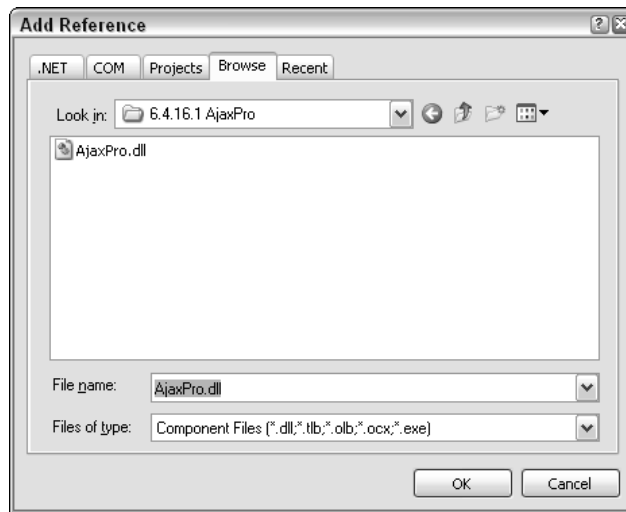 Add Reference
.NET COM Projects Browse Recent
Look in: 6.4.16.1 AjaxPro
AjaxPro.dll
File name: AjaxPro.dll
Files of type: Component Files (*.dll;*.tlb;*.olb;*.ocx;*.exe)
OK Cancel